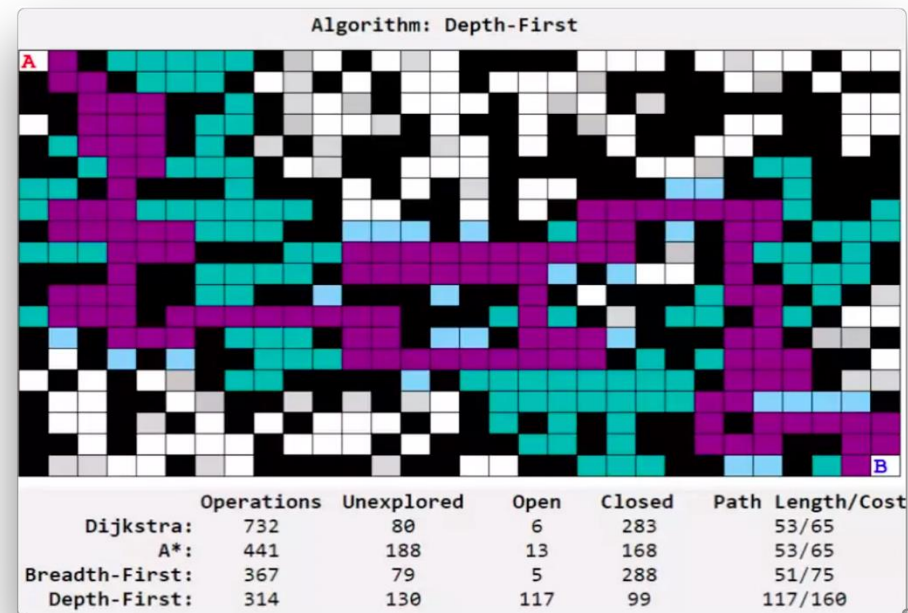 Algorithm: Depth-First
A
B
Operations Unexplored Open Closed Path Length/Cost
Dijkstra: 732 80 6 283 53/65
A*: 441 188 13 168 53/65
Breadth-First: 367 79 5 288 51/75
Depth-First: 314 130 117 99 117/160